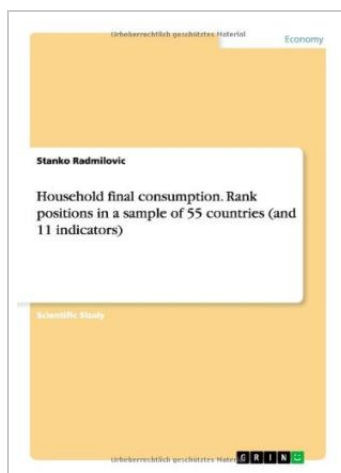 Urheberrechtlich geschütztes Material
Economy
Stanko Radmilovic
Household final consumption. Rank
positions in a sample of 55 countries (and
11 indicators)
Scientific Study
Urheberrechtlich geschütztes Mater
GRIN